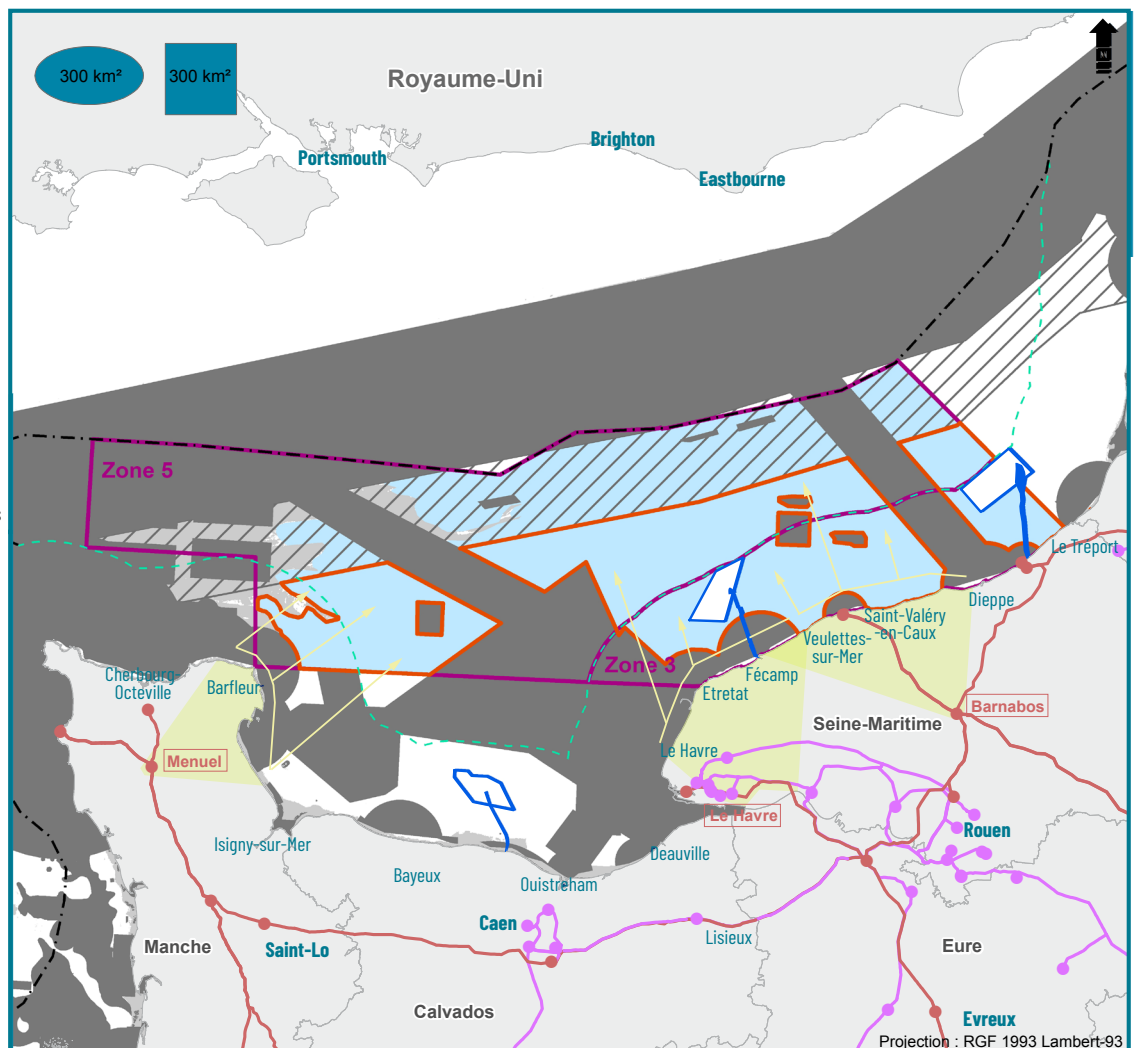 300 km²
300 km²
Royaume-Uni
Portsmouth
Brighton
Eastbourne
Zone 5
Zone 3
Le Treport
Dieppe
Saint-Valéry
-en-Caux
Veulettes-
sur-Mer
Fécamp
Etretat
Cherbourg-
Octeville
Barfleur
Seine-Maritime
Barnabos
Menuel
Le Havre
Le Havre
Rouen
Isigny-sur-Mer
Bayeux
Ouistreham
Deauville
Caen
Lisieux
Manche
Saint-Lo
Eure
Calvados
Evreux
Projection : RGF 1993 Lambert-93